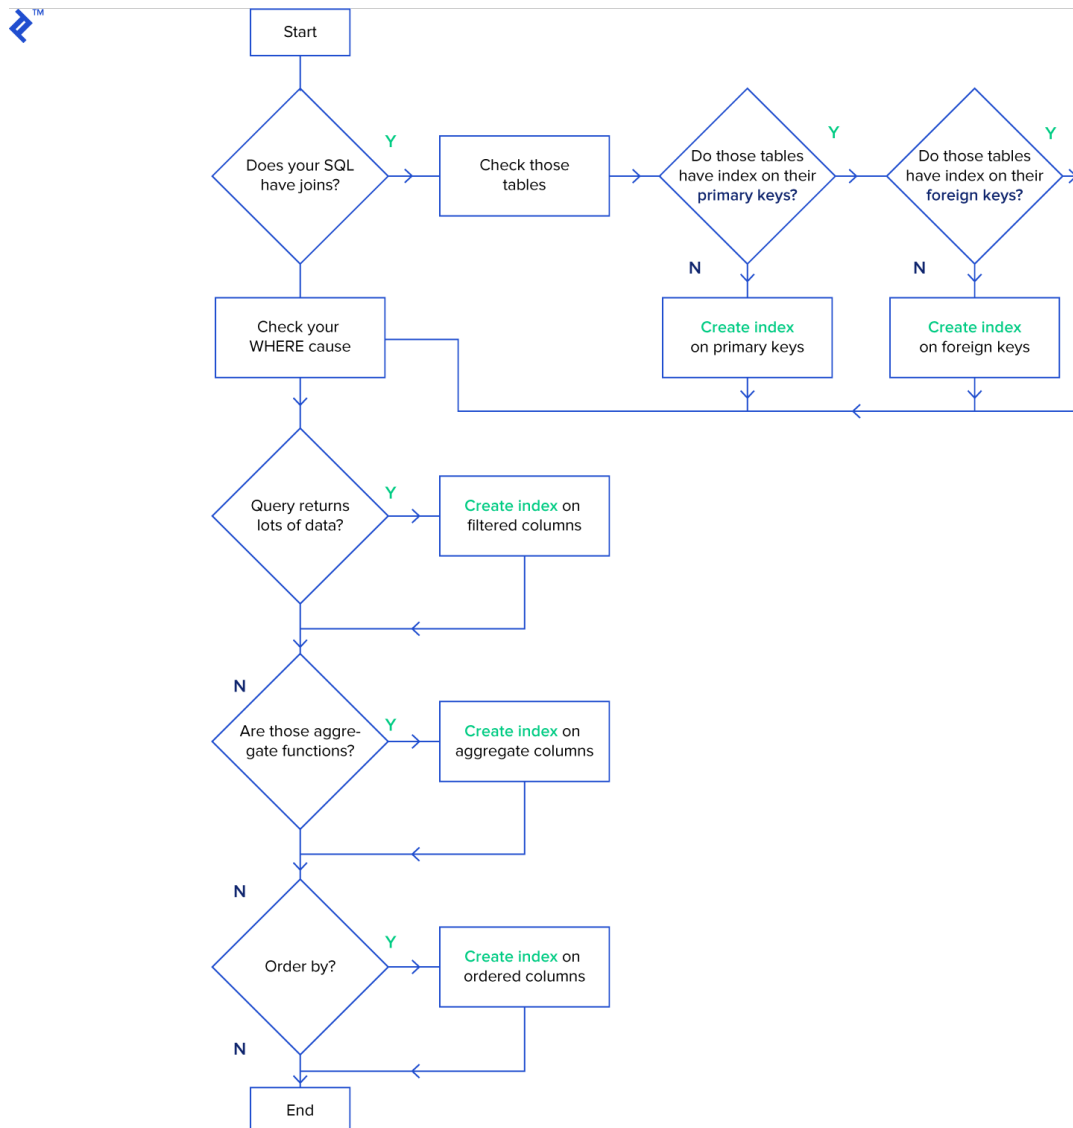 ™
Start
Does your SQL
have joins?
Y
Check those
tables
Do those tables
have index on their
primary keys?
Y
Do those tables
have index on their
foreign keys?
Y
N
N
Check your
WHERE cause
Create index
on primary keys
Create index
on foreign keys
Query returns
lots of data?
Y
Create index on
filtered columns
N
Are those aggre-
gate functions?
Y
Create index on
aggregate columns
N
Order by?
Y
Create index on
ordered columns
N
End